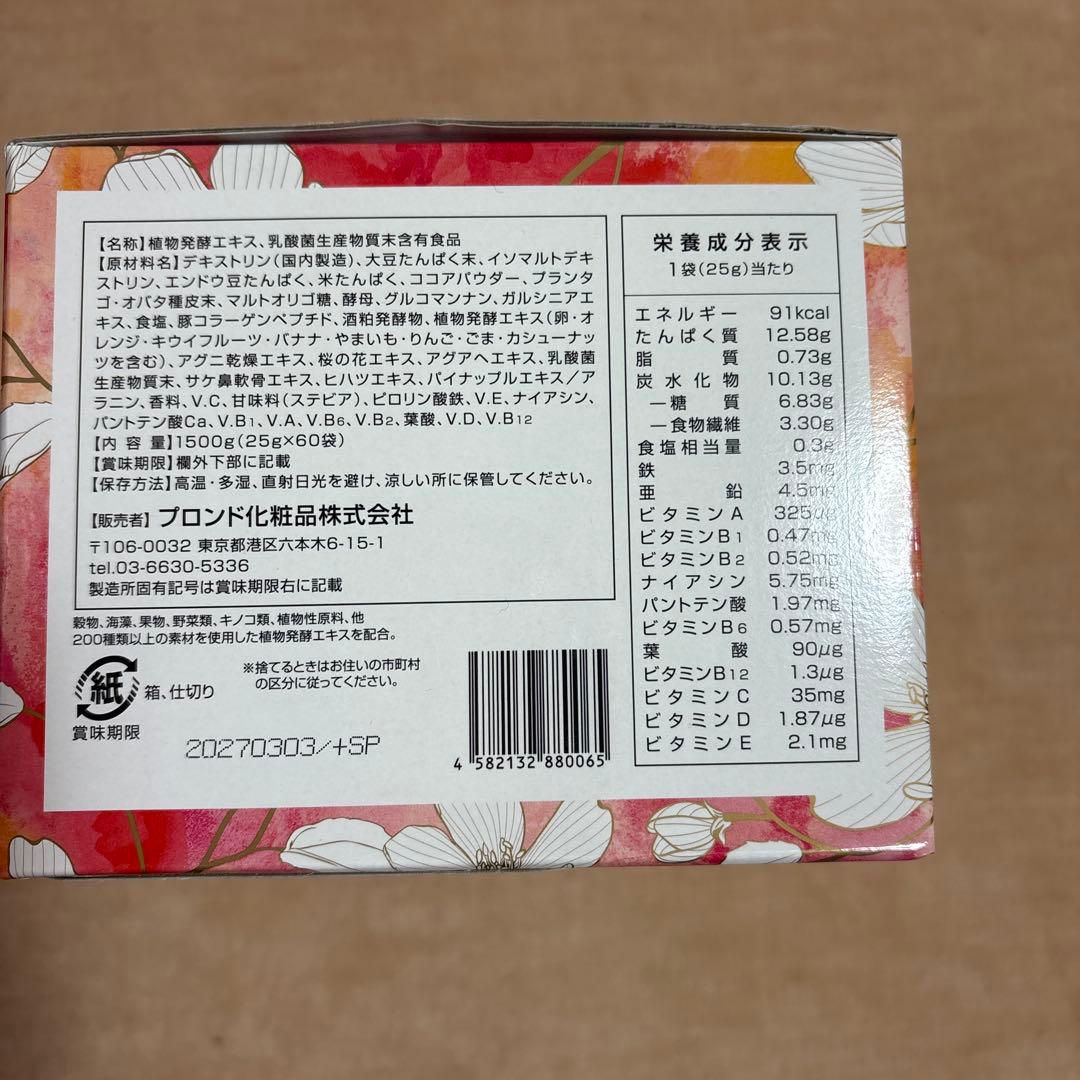 【名称】植物発酵エキス、乳酸菌生産物質末含有食品
【原材料名】デキストリン(国内製造)、大豆たんぱく末、イソマルトデキ
ストリン、エンドウ豆たんぱく、米たんぱく、ココアパウダー、プランタ
ゴ・オバタ種皮末、マルトオリゴ糖、酵母、グルコマンナン、ガルシニアエ
キス、食塩、豚コラーゲンペプチド、酒粕発酵物、植物発酵エキス(卵・オ
レンジ・キウイフルーツ・バナナ・やまいも・りんご・ごま・カシューナッ
ツを含む)、アグニ乾燥エキス、桜の花エキス、アグアヘエキス、乳酸菌
生産物質末、サケ鼻軟骨エキス、ヒハツエキス、パイナップルエキス/ア
ラニン、香料、V.C、甘味料(ステビア)、ピロリン酸鉄、V.E、ナイアシン、
パントテン酸Ca、V.B1、V.A、V.B6、V.B2、葉酸、V.D、V.B12
【内 容 量】1500g(25g×60袋)
【賞味期限】欄外下部に記載
【保存方法】高温・多湿、直射日光を避け、涼しい所に保管してください。
【販売者】プロンド化粧品株式会社
〒106-0032 東京都港区六本木6-15-1
tel.03-6630-5336
製造所固有記号は賞味期限右に記載
穀物、海藻、果物、野菜類、キノコ類、植物性原料、他
200種類以上の素材を使用した植物発酵エキスを配合。
紙
箱、仕切り
※捨てるときはお住いの市町村
の区分に従ってください。
賞味期限
20270303/+SP
4 582132 880065
栄養成分表示
1袋(25g)当たり
エネルギー 91kcal
たんぱく質 12.58g
脂質 0.73g
炭水化物 10.13g
―糖質 6.83g
―食物繊維 3.30g
食塩相当量 0.3g
鉄 3.5mg
亜鉛 4.5mg
ビタミンA 325μg
ビタミンB1 0.47mg
ビタミンB2 0.52mg
ナイアシン 5.75mg
パントテン酸 1.97mg
ビタミンB6 0.57mg
葉酸 90μg
ビタミンB12 1.3μg
ビタミンC 35mg
ビタミンD 1.87μg
ビタミンE 2.1mg